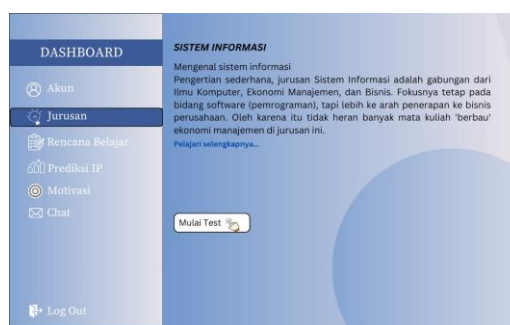 DASHBOARD
Akun
Jurusan
Rencana Belajar
Prediksi IP
Motivasi
Chat
Log Out
SISTEM INFORMASI
Mengenal sistem informasi
Pengertian sederhana, jurusan Sistem Informasi adalah gabungan dari
Ilmu Komputer, Ekonomi Manajemen, dan Bisnis. Fokusnya tetap pada
bidang software (pemrograman), tapi lebih ke arah penerapan ke bisnis
perusahaan. Oleh karena itu tidak heran banyak mata kuliah 'berbau'
ekonomi manajemen di jurusan ini.
Pelajari selengkapnya...
Mulai Test